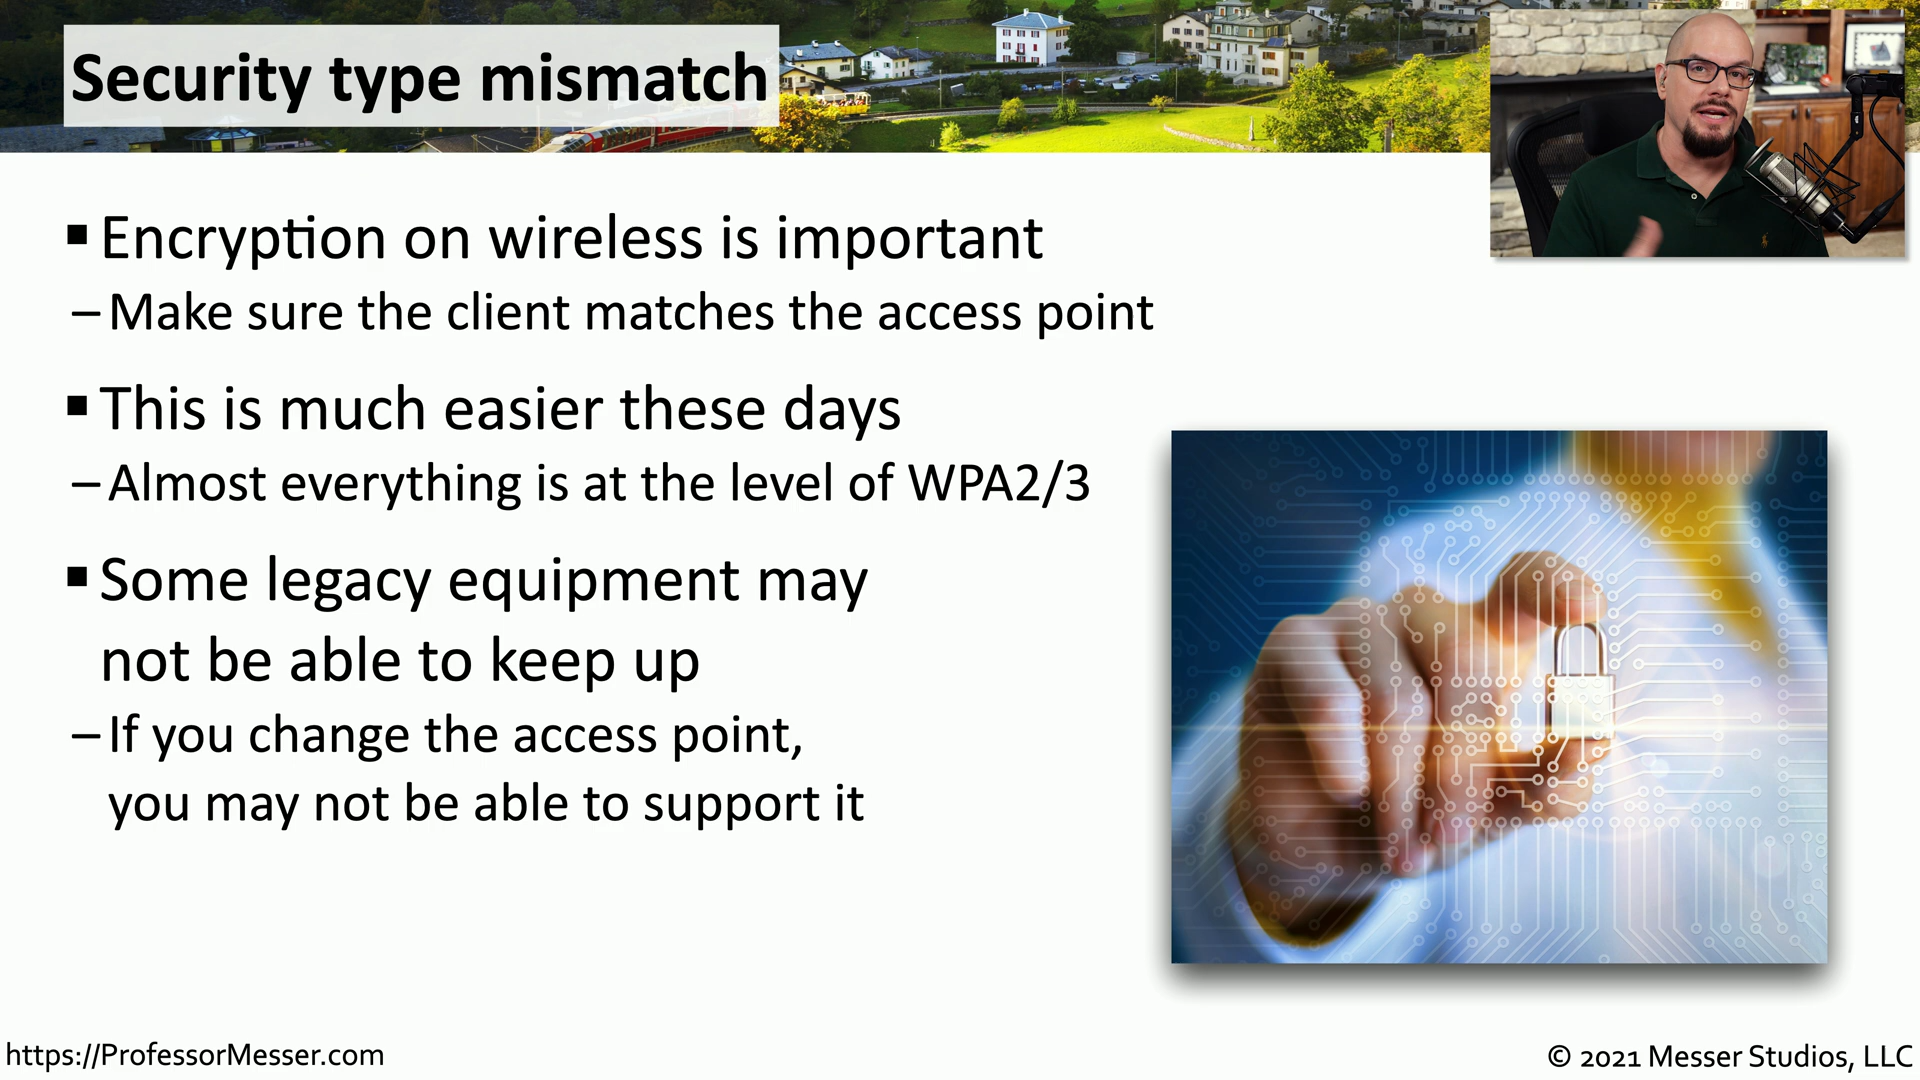 Security type mismatch
▪ Encryption on wireless is important
– Make sure the client matches the access point
▪ This is much easier these days
– Almost everything is at the level of WPA2/3
▪ Some legacy equipment may
not be able to keep up
– If you change the access point,
you may not be able to support it
https://ProfessorMesser.com
© 2021 Messer Studios, LLC